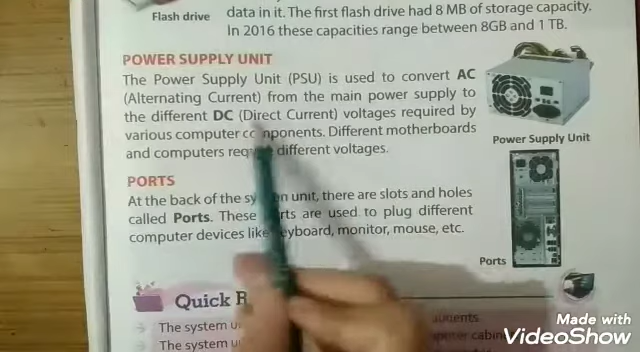 Flash drive
data in it. The first flash drive had 8 MB of storage capacity.
In 2016 these capacities range between 8GB and 1 TB.
POWER SUPPLY UNIT
The Power Supply Unit (PSU) is used to convert AC
(Alternating Current) from the main power supply to
the different DC (Direct Current) voltages required by
various computer components. Different motherboards
and computers require different voltages.
Power Supply Unit
PORTS
At the back of the system unit, there are slots and holes
called Ports. These ports are used to plug different
computer devices like keyboard, monitor, mouse, etc.
Ports
Quick
The system
The system
Made with
VideoShow